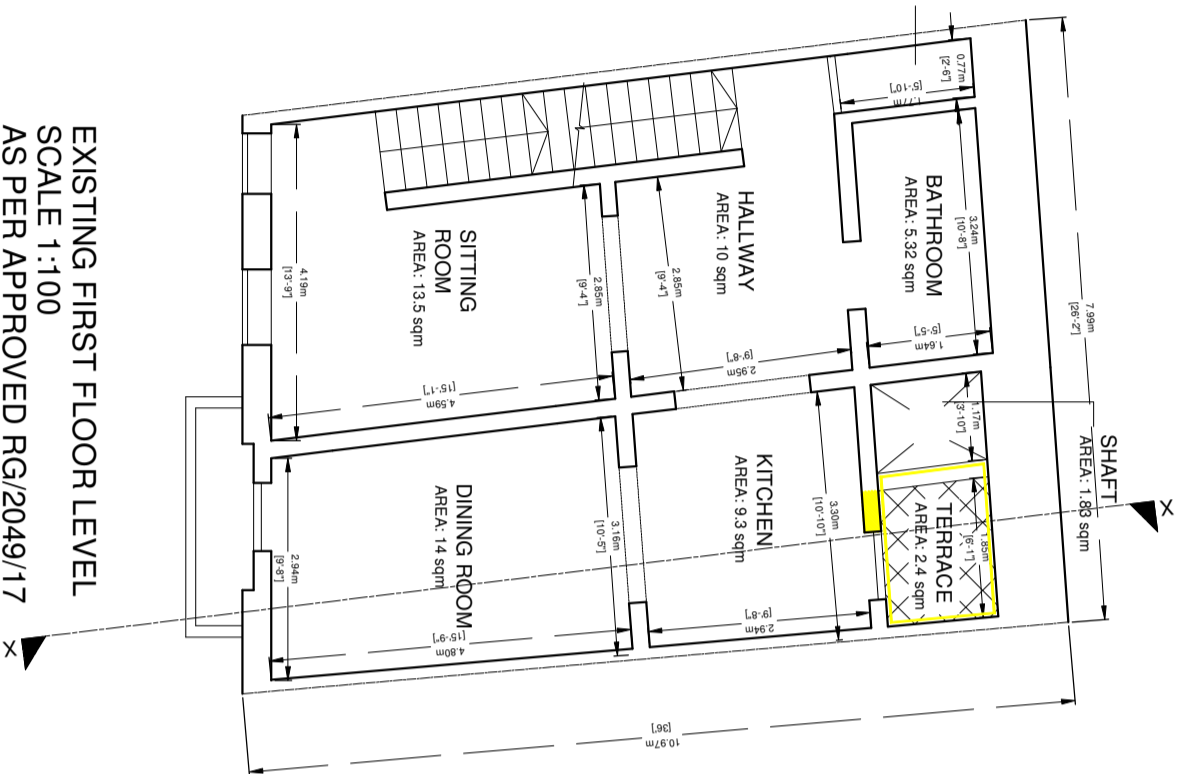 EXISTING FIRST FLOOR LEVEL
SCALE 1:100
AS PER APPROVED RG/2049/17
SITTING
ROOM
AREA: 13.5 sqm
4.19m
[13'-9"]
2.85m
[9'-4"]
4.59m
[15'-1"]
HALLWAY
AREA: 10 sqm
2.85m
[9'-4"]
2.95m
[9'-8"]
BATHROOM
AREA: 5.32 sqm
3.24m
[10'-8"]
1.64m
[5'-5"]
0.77m
[2'-6"]
1.77m
[5'-10"]
DINING ROOM
AREA: 14 sqm
2.94m
[9'-8"]
3.16m
[10'-5"]
4.80m
[15'-9"]
KITCHEN
AREA: 9.3 sqm
3.30m
[10'-10"]
2.94m
[9'-8"]
TERRACE
AREA: 2.4 sqm
1.85m
[6'-1"]
1.17m
[3'-10"]
SHAFT
AREA: 1.83 sqm
7.99m
[26'-2"]
10.97m
[36']
X
X